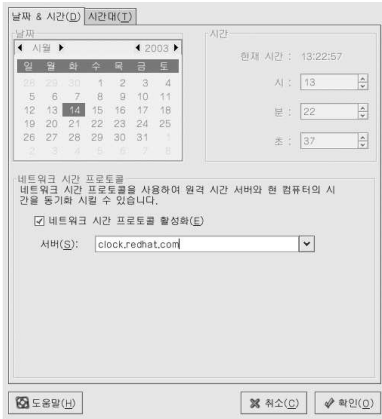 날짜 & 시간(D) 시간대(T)
날짜
시월 2003
일 월 화 수 목 금 토
28 29 30 1 2 3 4
5 6 7 8 9 10 11
12 13 14 15 16 17 18
19 20 21 22 23 24 25
26 27 28 29 30 31 1
2 3 4 5 6 7 8
시간
현재 시간 : 13:22:57
시 : 13
분 : 22
초 : 37
네트워크 시간 프로토콜
네트워크 시간 프로토콜을 사용하여 원격 시간 서버와 현 컴퓨터의 시
간을 동기화 시킬 수 있습니다.
네트워크 시간 프로토콜 활성화(E)
서버(S): clock.redhat.com
도움말(H) 취소(C) 확인(O)